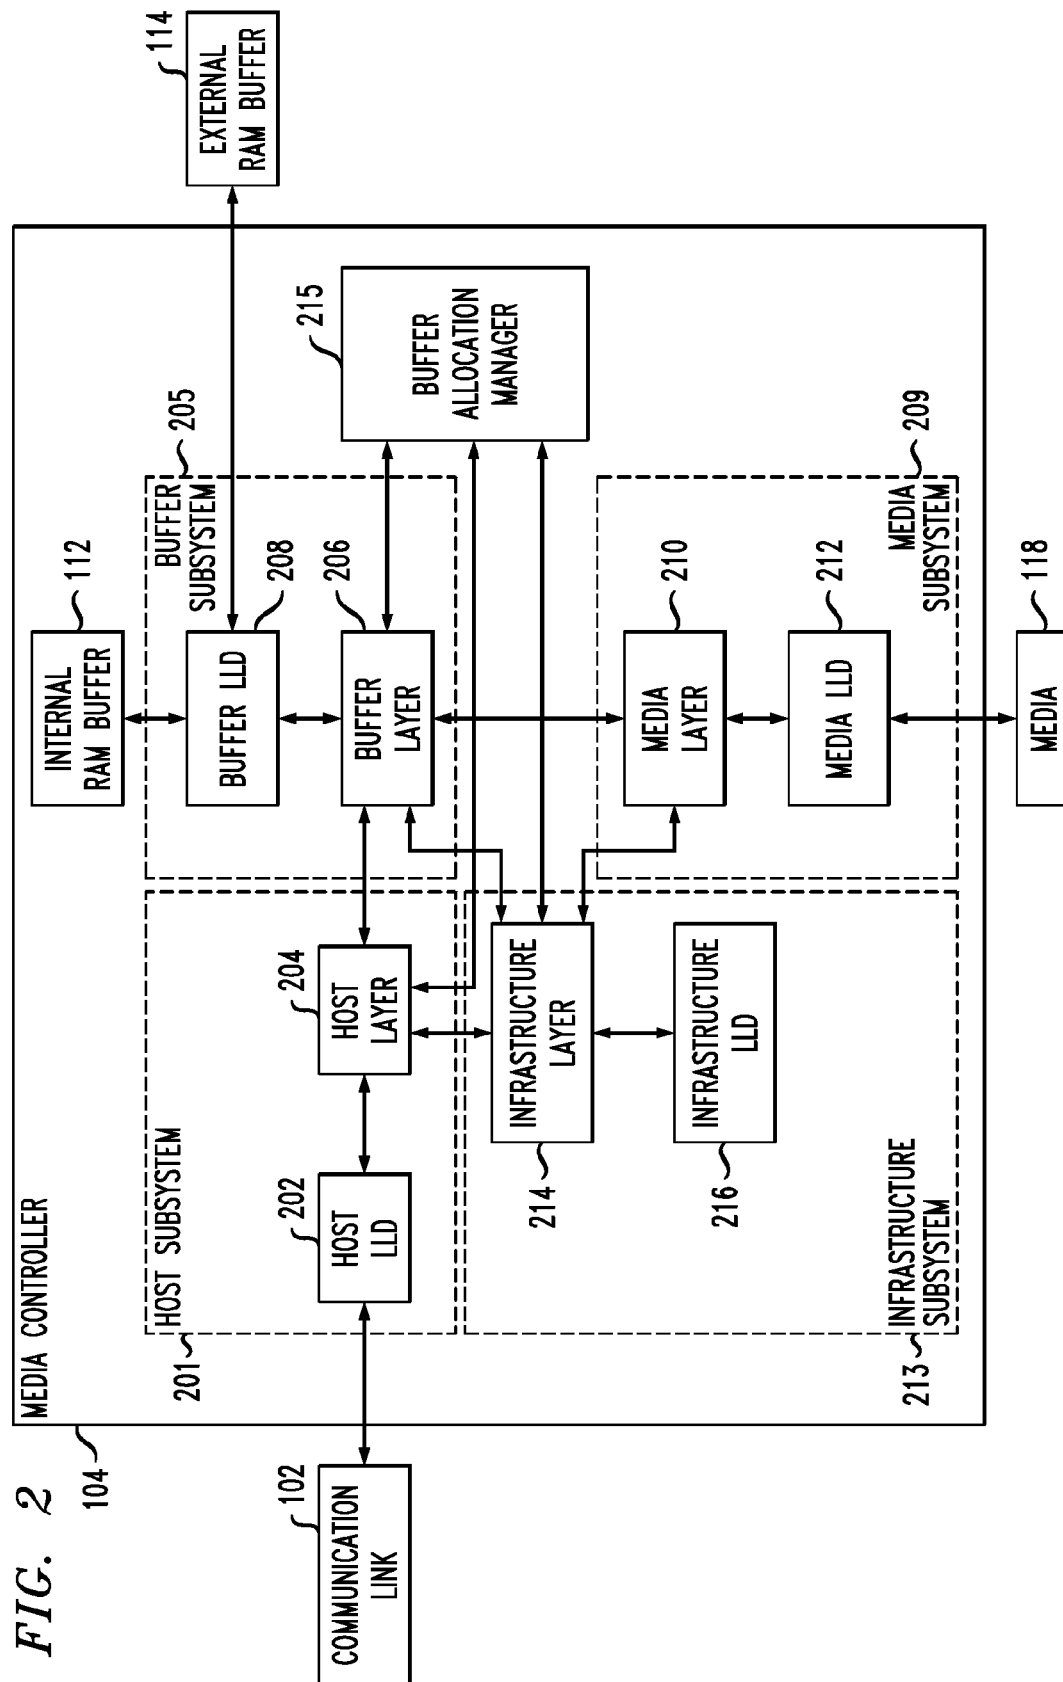 FIG. 2
104
MEDIA CONTROLLER
COMMUNICATION
LINK
102
201
HOST SUBSYSTEM
HOST
LLD
202
HOST
LAYER
204
205
BUFFER
SUBSYSTEM
INTERNAL
RAM BUFFER
112
BUFFER LLD
208
BUFFER
LAYER
206
EXTERNAL
RAM BUFFER
114
BUFFER
ALLOCATION
MANAGER
215
213
INFRASTRUCTURE
SUBSYSTEM
INFRASTRUCTURE
LAYER
214
INFRASTRUCTURE
LLD
216
MEDIA
LAYER
210
MEDIA LLD
212
MEDIA
SUBSYSTEM
209
MEDIA
118